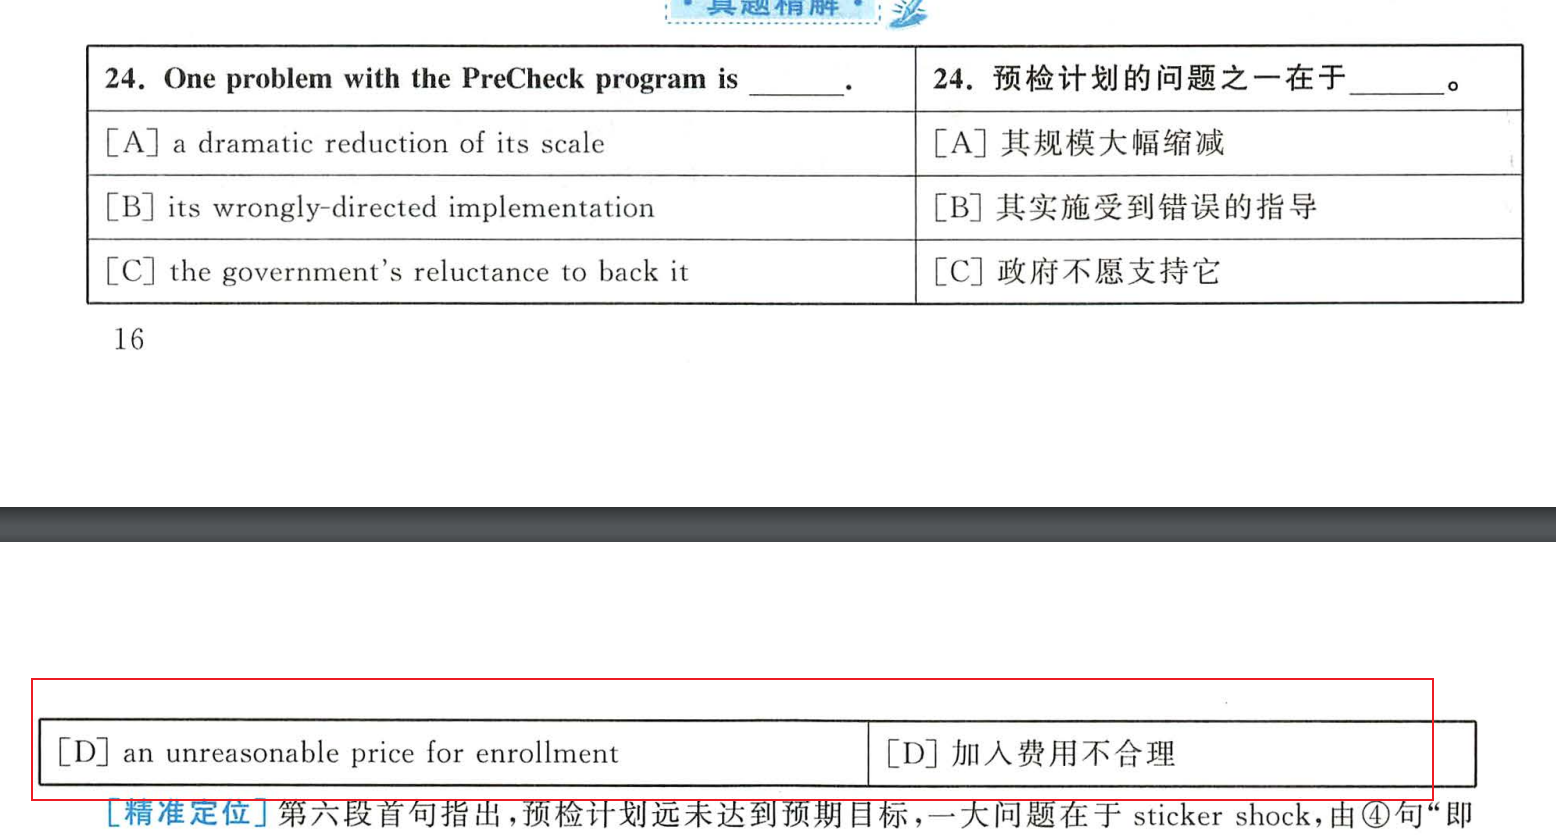 · 真题精解 ·
24. One problem with the PreCheck program is ______.
24. 预检计划的问题之一在于______。
[A] a dramatic reduction of its scale
[A] 其规模大幅缩减
[B] its wrongly-directed implementation
[B] 其实施受到错误的指导
[C] the government's reluctance to back it
[C] 政府不愿支持它
16
[D] an unreasonable price for enrollment
[D] 加入费用不合理
[精准定位] 第六段首句指出,预检计划远未达到预期目标,一大问题在于 sticker shock,由④句“即